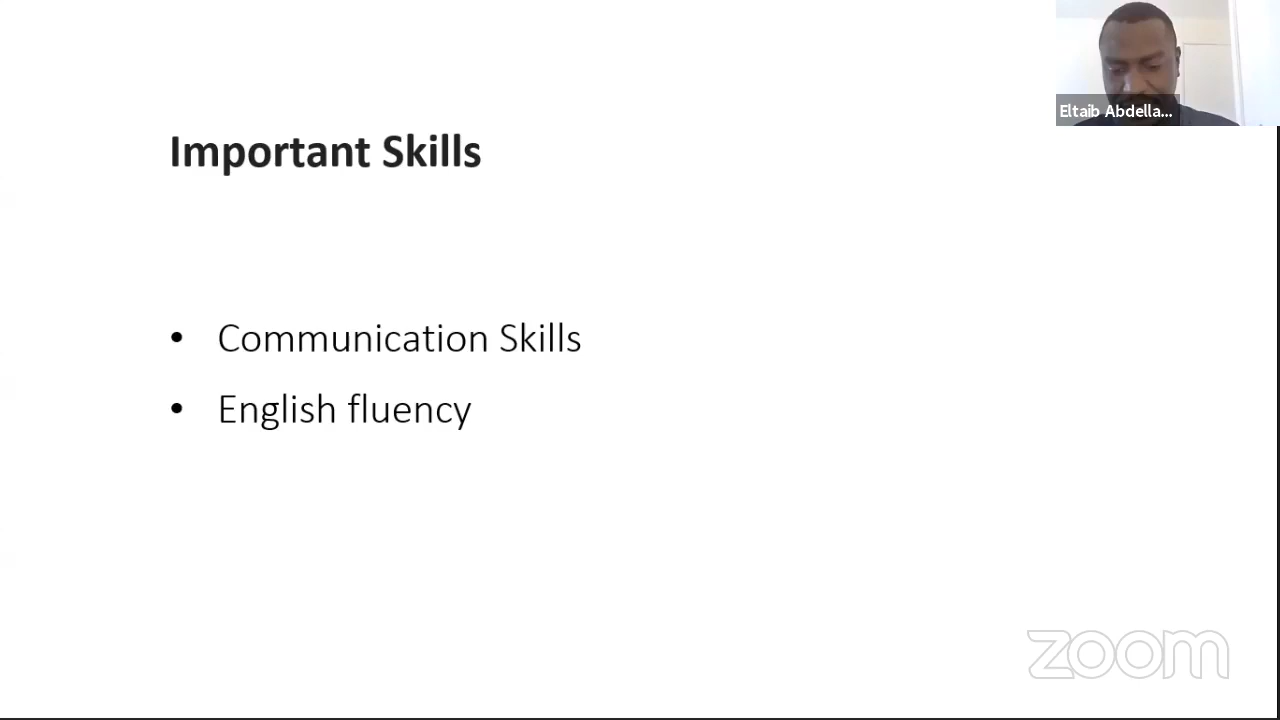 Eltaib Abdella...
Important Skills
• Communication Skills
• English fluency
zoom